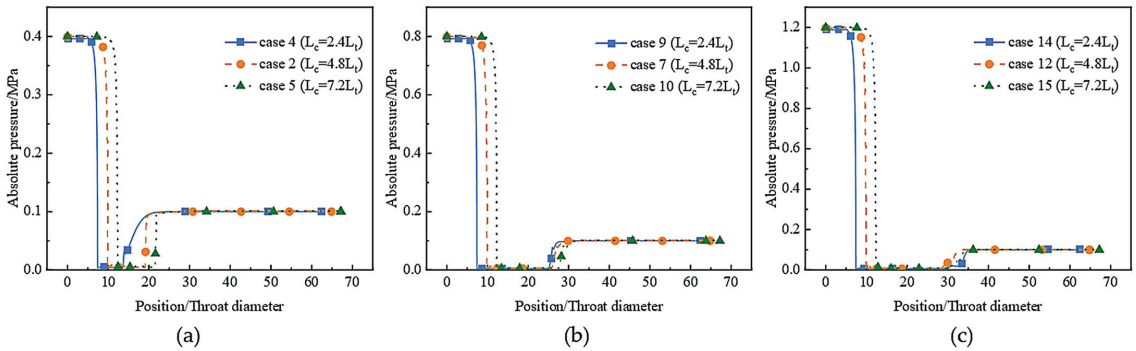 case 4 (Lc=2.4Lt)
case 2 (Lc=4.8Lt)
case 5 (Lc=7.2Lt)
Absolute pressure/MPa
0.4
0.3
0.2
0.1
0.0
0 10 20 30 40 50 60 70
Position/Throat diameter
(a)
case 9 (Lc=2.4Lt)
case 7 (Lc=4.8Lt)
case 10 (Lc=7.2Lt)
Absolute pressure/MPa
0.8
0.6
0.4
0.2
0.0
0 10 20 30 40 50 60 70
Position/Throat diameter
(b)
case 14 (Lc=2.4Lt)
case 12 (Lc=4.8Lt)
case 15 (Lc=7.2Lt)
Absolute pressure/MPa
1.2
1.0
0.8
0.6
0.4
0.2
0.0
0 10 20 30 40 50 60 70
Position/Throat diameter
(c)